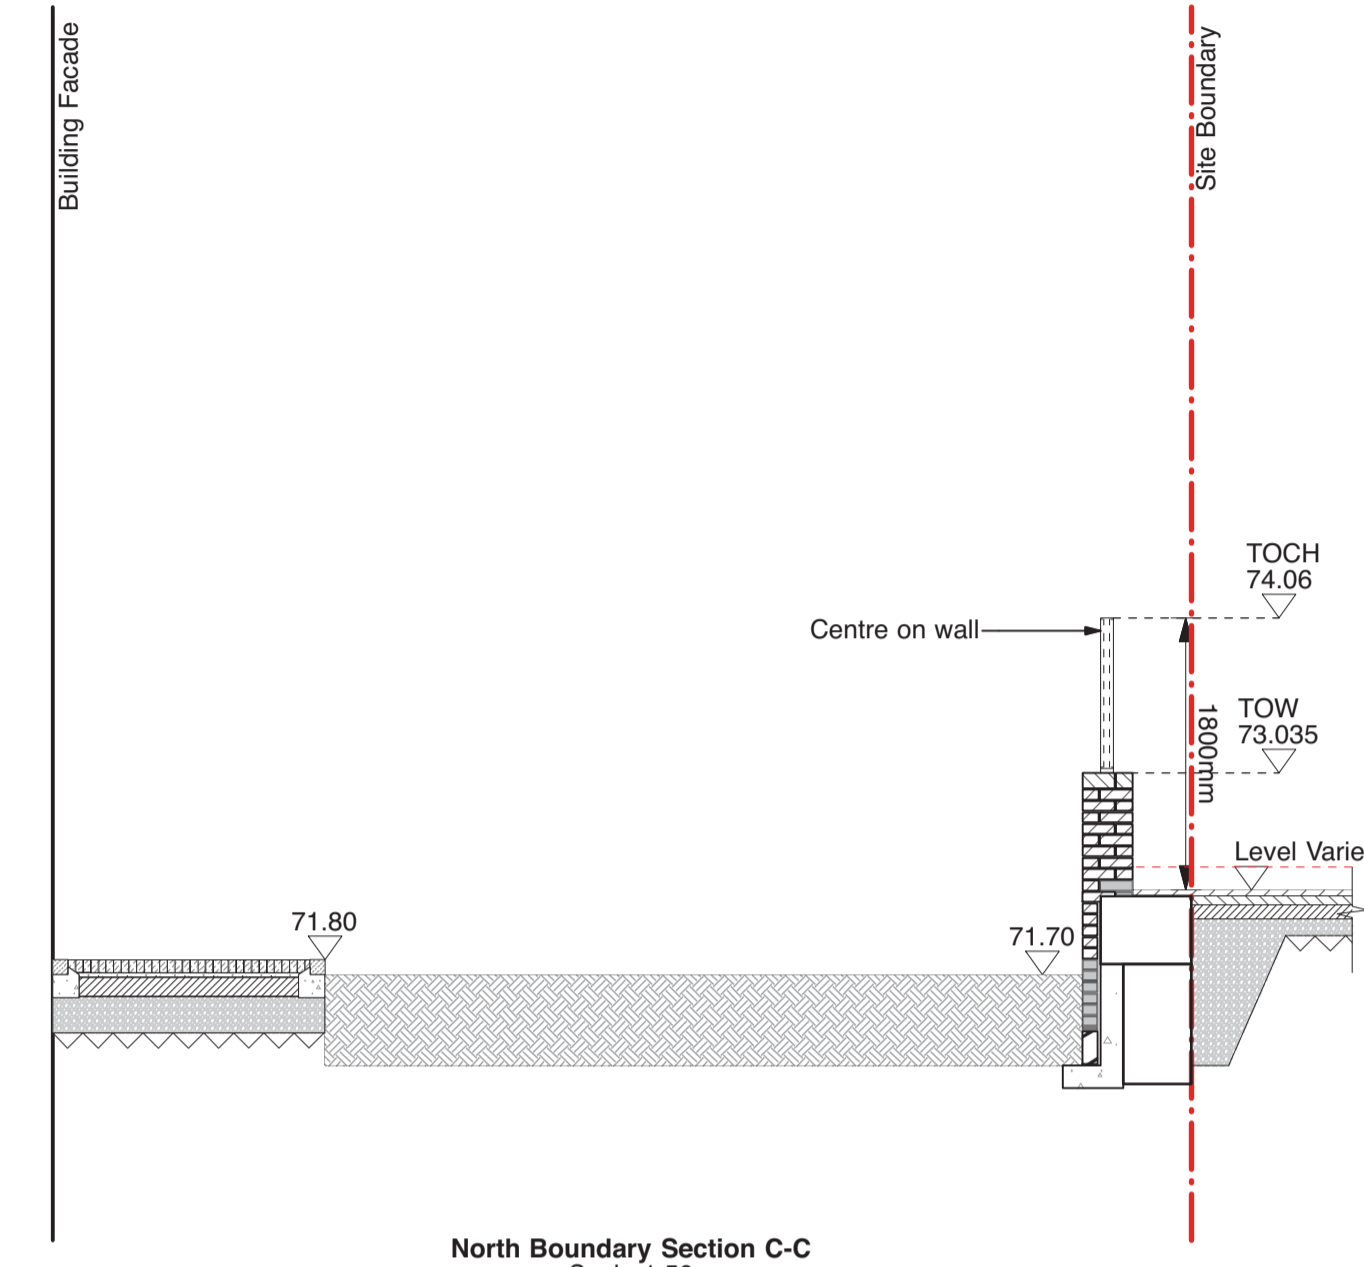 Building Facade
Site Boundary
TOCH
74.06
Centre on wall
1800mm
TOW
73.035
Level Varie
71.80
71.70
North Boundary Section C-C